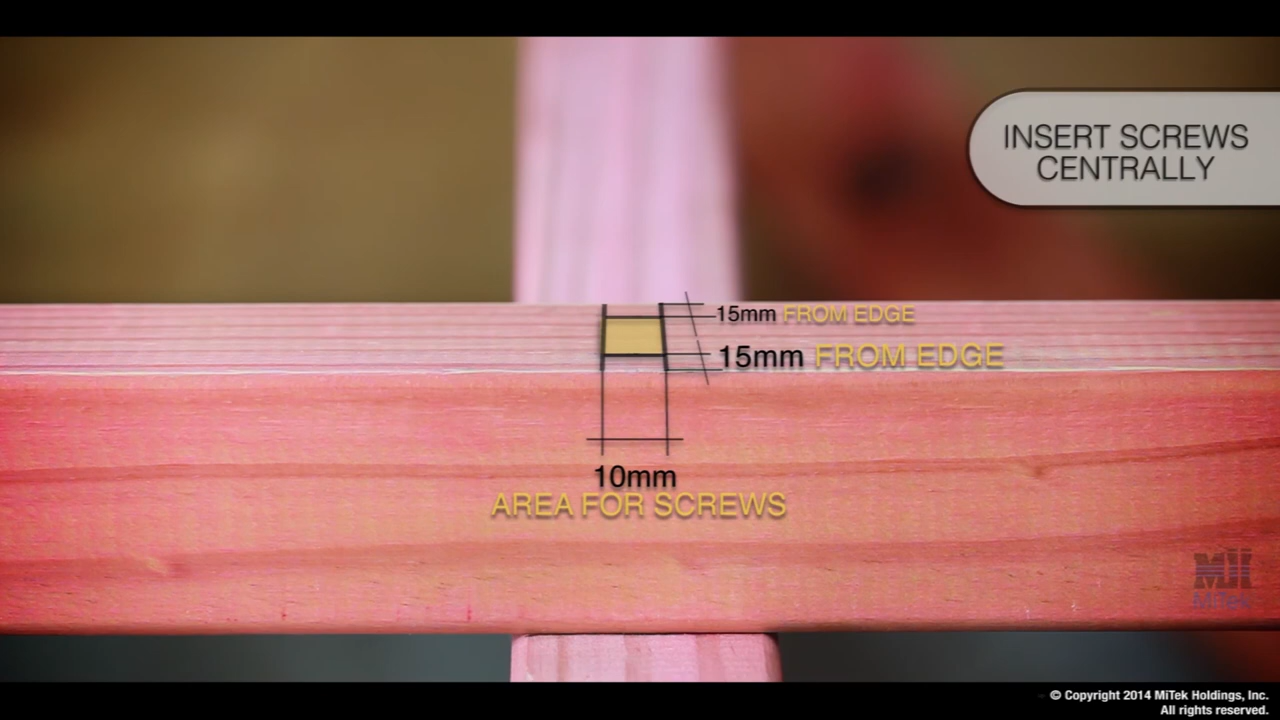 INSERT SCREWS
CENTRALLY
15mm FROM EDGE
15mm FROM EDGE
10mm
AREA FOR SCREWS
MiTek
© Copyright 2014 MiTek Holdings, Inc.
All rights reserved.